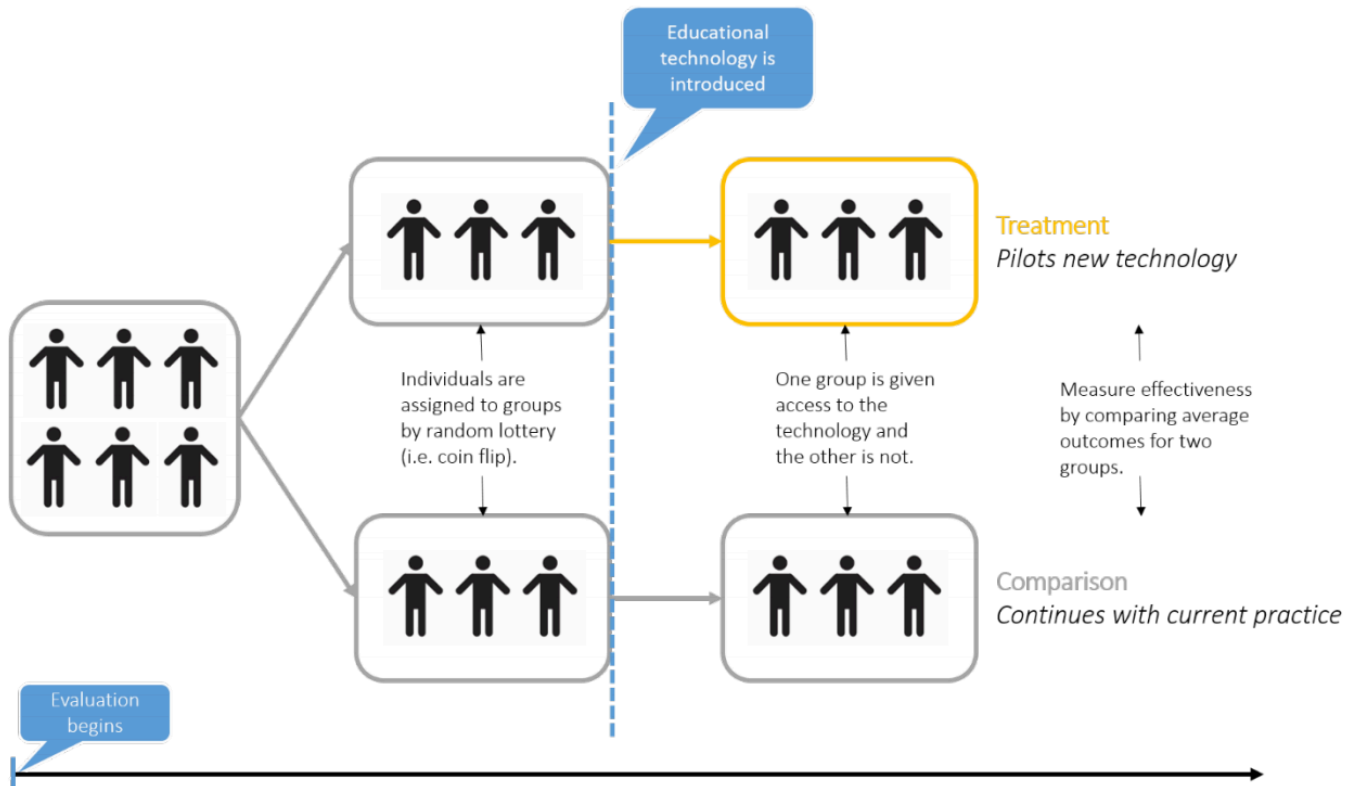 Educational
technology is
introduced
Treatment
Pilots new technology
Individuals are
assigned to groups
by random lottery
(i.e. coin flip).
One group is given
access to the
technology and
the other is not.
Measure effectiveness
by comparing average
outcomes for two
groups.
Comparison
Continues with current practice
Evaluation
begins